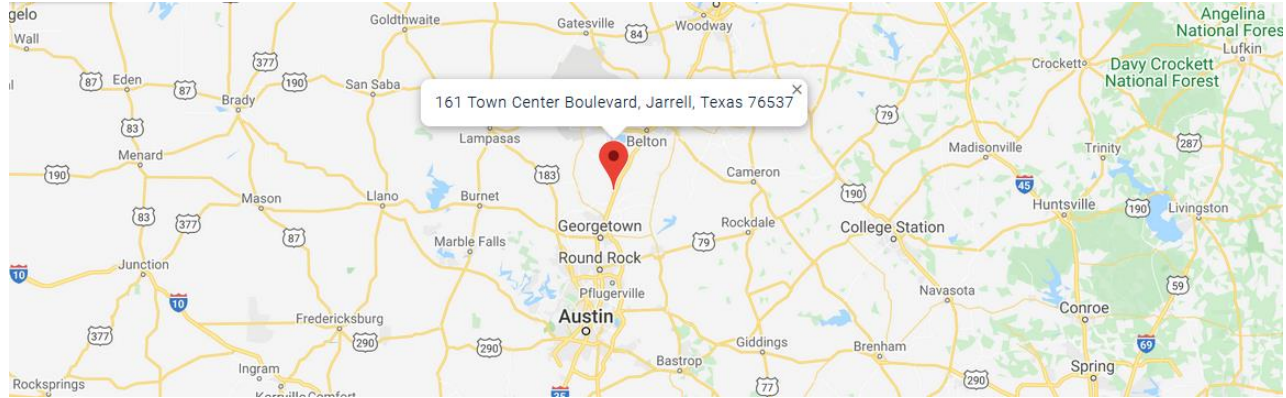 gelo
Goldthwaite
Gatesville
84
Woodway
Angelina
National Fores
Lufkin
Wall
377
Crockett
Davy Crockett
National Forest
87
Eden
87
190
San Saba
Brady
161 Town Center Boulevard, Jarrell, Texas 76537
83
79
Lampasas
Belton
Madisonville
Trinity
287
Menard
190
183
Cameron
45
190
Mason
Llano
Burnet
Huntsville
190
Livingston
83
377
87
Georgetown
Rockdale
College Station
Marble Falls
79
Junction
Round Rock
10
10
Pflugerville
Navasota
59
Fredericksburg
Austin
Conroe
377
290
290
Giddings
Brenham
69
Bastrop
Ingram
Spring
Rocksprings
77
290
Kerrville
Comfort
35